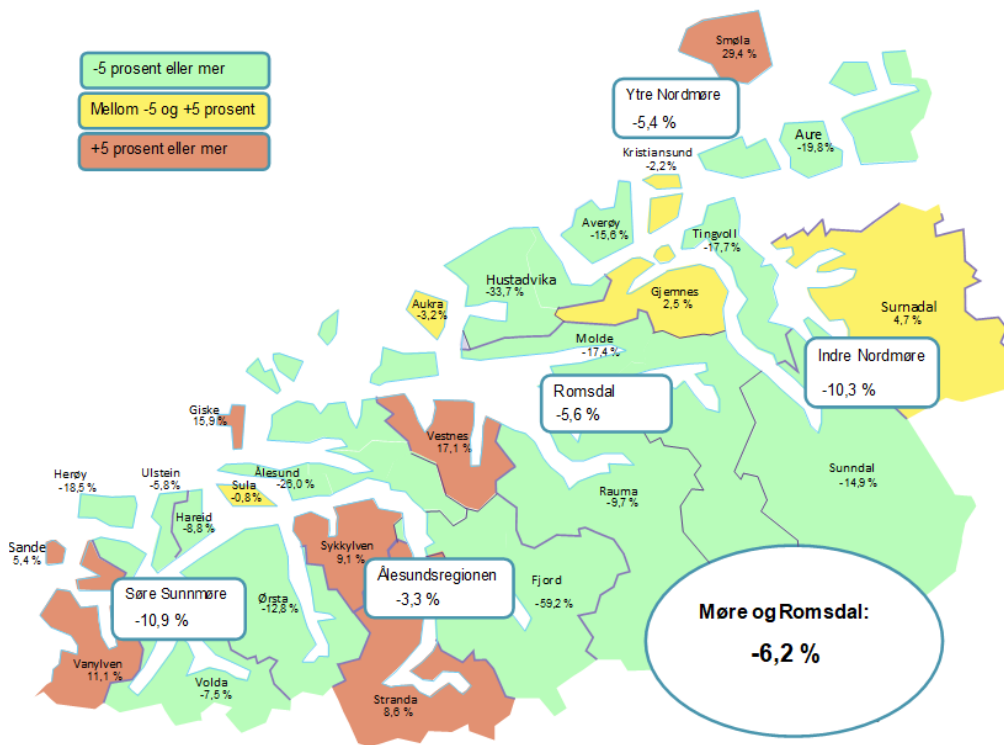 -5 prosent eller mer
Mellom -5 og +5 prosent
+5 prosent eller mer
Smøla
29,4 %
Ytre Nordmøre
-5,4 %
Aure
-19,8%
Kristiansund
-2,2%
Averøy
-15,6%
Tingvoll
-17,7%
Hustadvika
-33,7%
Gjemnes
2,5 %
Aukra
-3,2%
Surnadal
4,7 %
Molde
-17,4%
Indre Nordmøre
-10,3 %
Romsdal
-5,6 %
Giske
15,9 %
Vestnes
17,1 %
Herøy
-18,5%
Ulstein
-5,8%
Ålesund
-26,0%
Sula
-0,8%
Hareid
-8,8%
Rauma
-9,7%
Sunndal
-14,9%
Sande
5,4 %
Sykkylven
9,1 %
Ålesundsregionen
-3,3 %
Fjord
-59,2%
Søre Sunnmøre
-10,9 %
Ørsta
-12,8%
Møre og Romsdal:
-6,2 %
Vanylven
11,1 %
Volda
-7,5%
Stranda
8,6 %